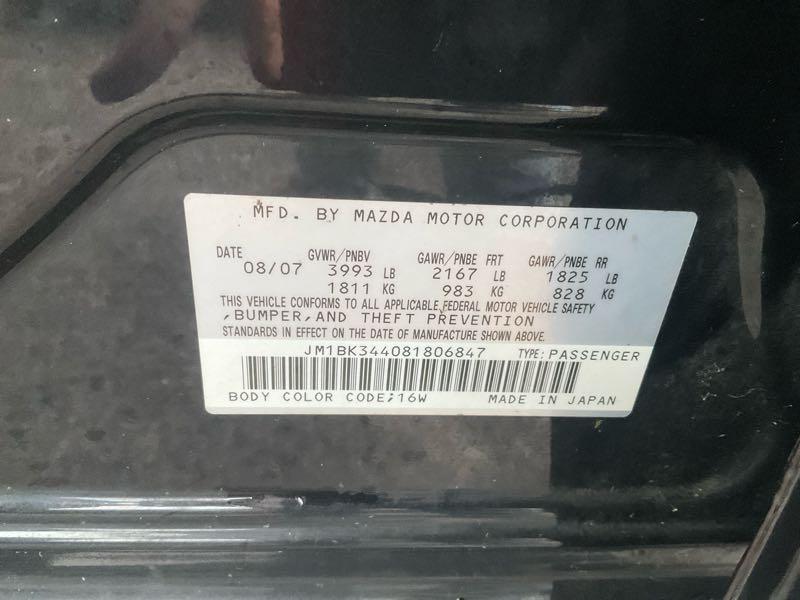 MFD. BY MAZDA MOTOR CORPORATION
DATE GVWR/PNBV GAWR/PNBE FRT GAWR/PNBE RR
08/07 3993 LB 2167 LB 1825 LB
1811 KG 983 KG 828 KG
THIS VEHICLE CONFORMS TO ALL APPLICABLE FEDERAL MOTOR VEHICLE SAFETY
,BUMPER,AND THEFT PREVENTION
STANDARDS IN EFFECT ON THE DATE OF MANUFACTURE SHOWN ABOVE.
JM1BK344081806847 TYPE:PASSENGER
BODY COLOR CODE;16W MADE IN JAPAN